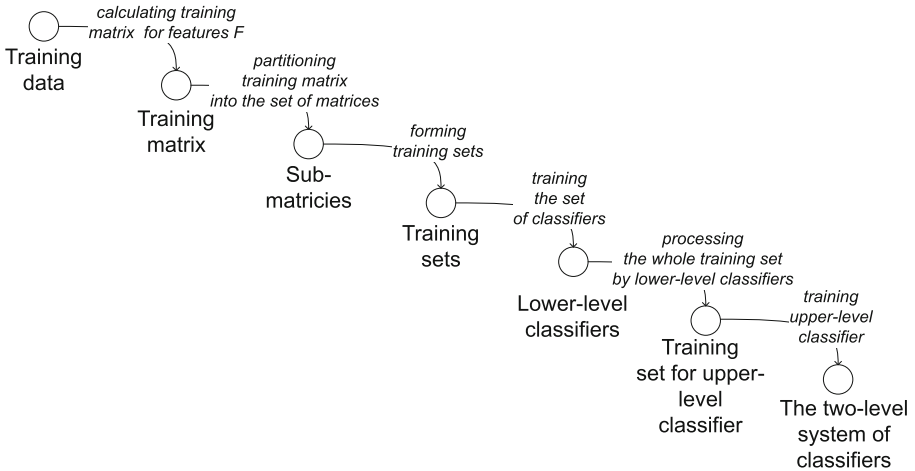 calculating training
matrix for features F
Training
data
partitioning
training matrix
into the set of matrices
Training
matrix
forming
training sets
Sub-
matricies
training
the set
of classifiers
Training
sets
processing
the whole training set
by lower-level classifiers
Lower-level
classifiers
training
upper-level
classifier
Training
set for upper-
level
classifier
The two-level
system of
classifiers